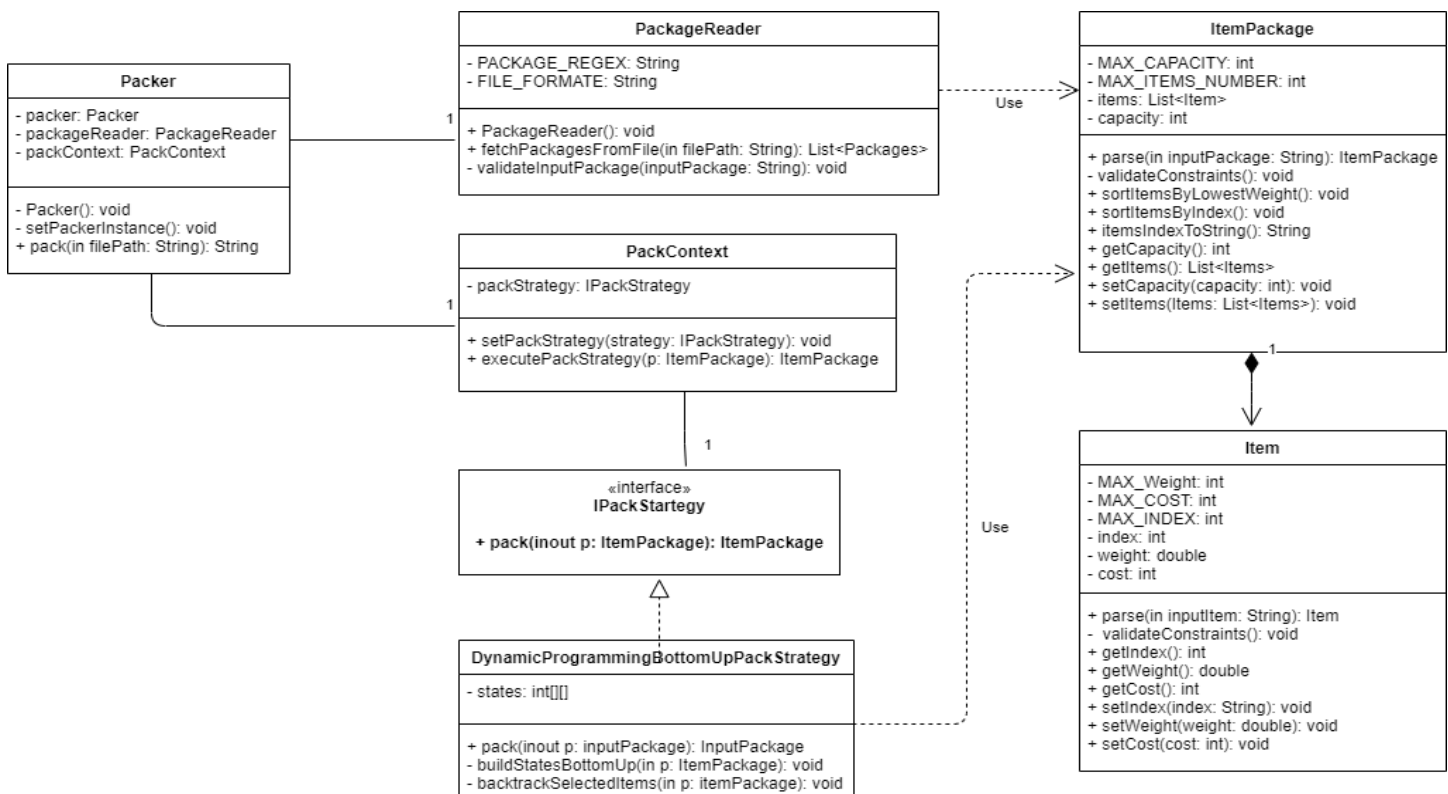 Packer
- packer: Packer
- packageReader: PackageReader
- packContext: PackContext
- Packer(): void
- setPackerInstance(): void
+ pack(in filePath: String): String
1
1
PackageReader
- PACKAGE_REGEX: String
- FILE_FORMATE: String
+ PackageReader(): void
+ fetchPackagesFromFile(in filePath: String): List<Packages>
- validateInputPackage(inputPackage: String): void
Use
PackContext
- packStrategy: IPackStrategy
+ setPackStrategy(strategy: IPackStrategy): void
+ executePackStrategy(p: ItemPackage): ItemPackage
1
«interface»
IPackStartegy
+ pack(inout p: ItemPackage): ItemPackage
DynamicProgrammingBottomUpPackStrategy
- states: int[][]
+ pack(inout p: inputPackage): InputPackage
- buildStatesBottomUp(in p: ItemPackage): void
- backtrackSelectedItems(in p: itemPackage): void
Use
ItemPackage
- MAX_CAPACITY: int
- MAX_ITEMS_NUMBER: int
- items: List<Item>
- capacity: int
+ parse(in inputPackage: String): ItemPackage
- validateConstraints(): void
+ sortItemsByLowestWeight(): void
+ sortItemsByIndex(): void
+ itemsIndexToString(): String
+ getCapacity(): int
+ getItems(): List<Items>
+ setCapacity(capacity: int): void
+ setItems(Items: List<Items>): void
1
Item
- MAX_Weight: int
- MAX_COST: int
- MAX_INDEX: int
- index: int
- weight: double
- cost: int
+ parse(in inputItem: String): Item
- validateConstraints(): void
+ getIndex(): int
+ getWeight(): double
+ getCost(): int
+ setIndex(index: String): void
+ setWeight(weight: double): void
+ setCost(cost: int): void